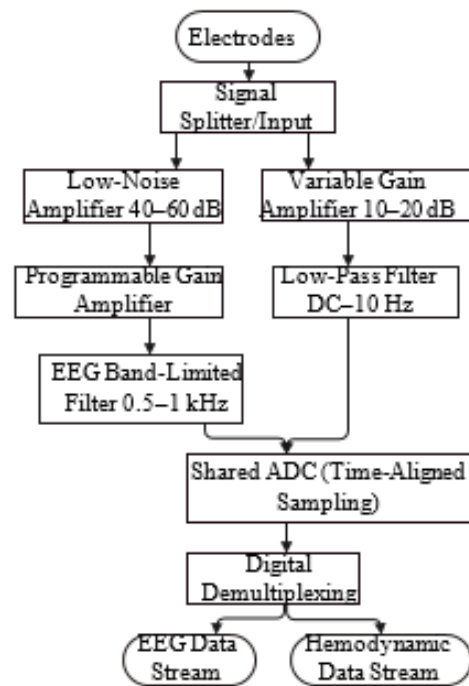 Electrodes
Signal
Splitter/Input
Low-Noise
Amplifier 40–60 dB
Variable Gain
Amplifier 10–20 dB
Programmable Gain
Amplifier
Low-Pass Filter
DC–10 Hz
EEG Band-Limited
Filter 0.5–1 kHz
Shared ADC (Time-Aligned
Sampling)
Digital
Demultiplexing
EEG Data
Stream
Hemodynamic
Data Stream